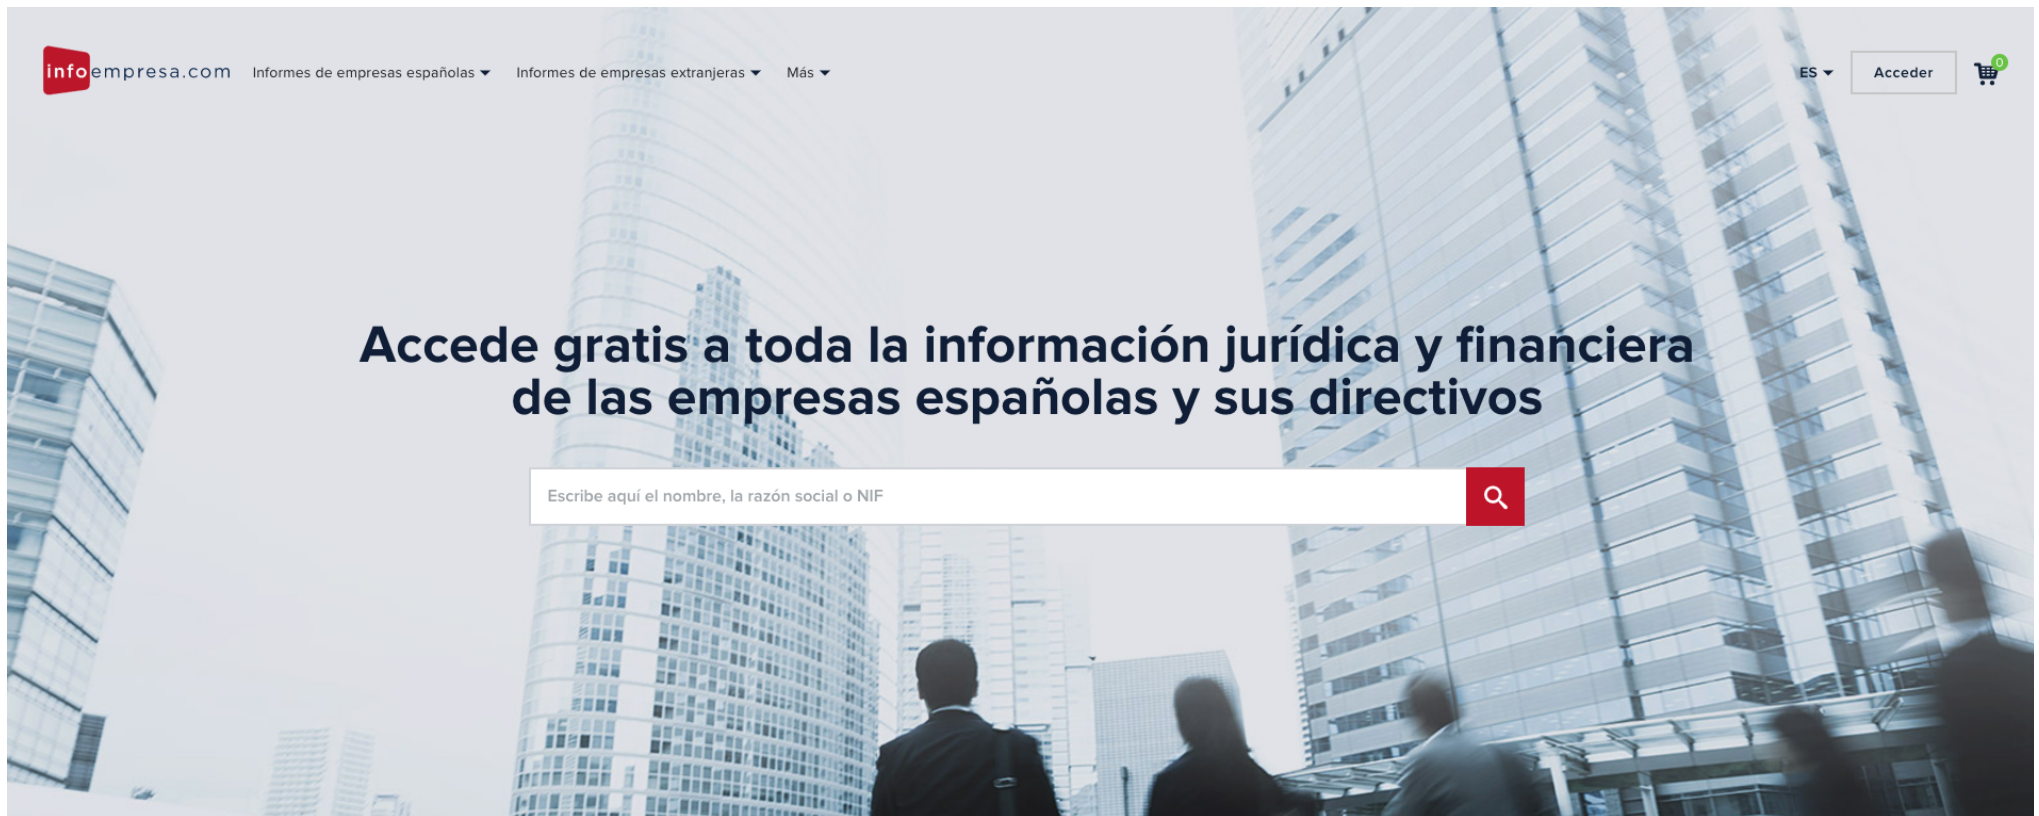 infoempresa.com
Informes de empresas españolas
Informes de empresas extranjeras
Más
ES
Acceder
0
Accede gratis a toda la información jurídica y financiera
de las empresas españolas y sus directivos
Escribe aquí el nombre, la razón social o NIF